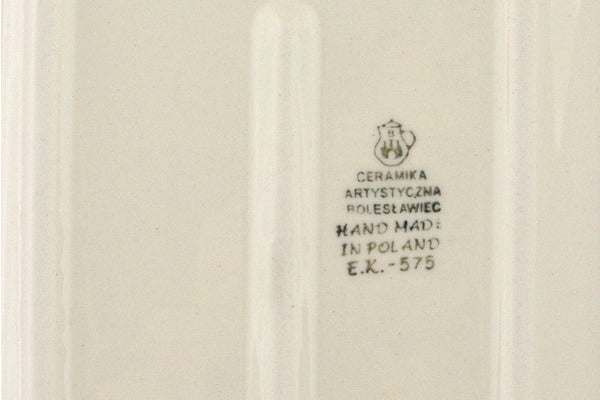 CERAMIKA
ARTYSTYCZNA
BOLESŁAWIEC
HAND MADE
IN POLAND
E.K.-575